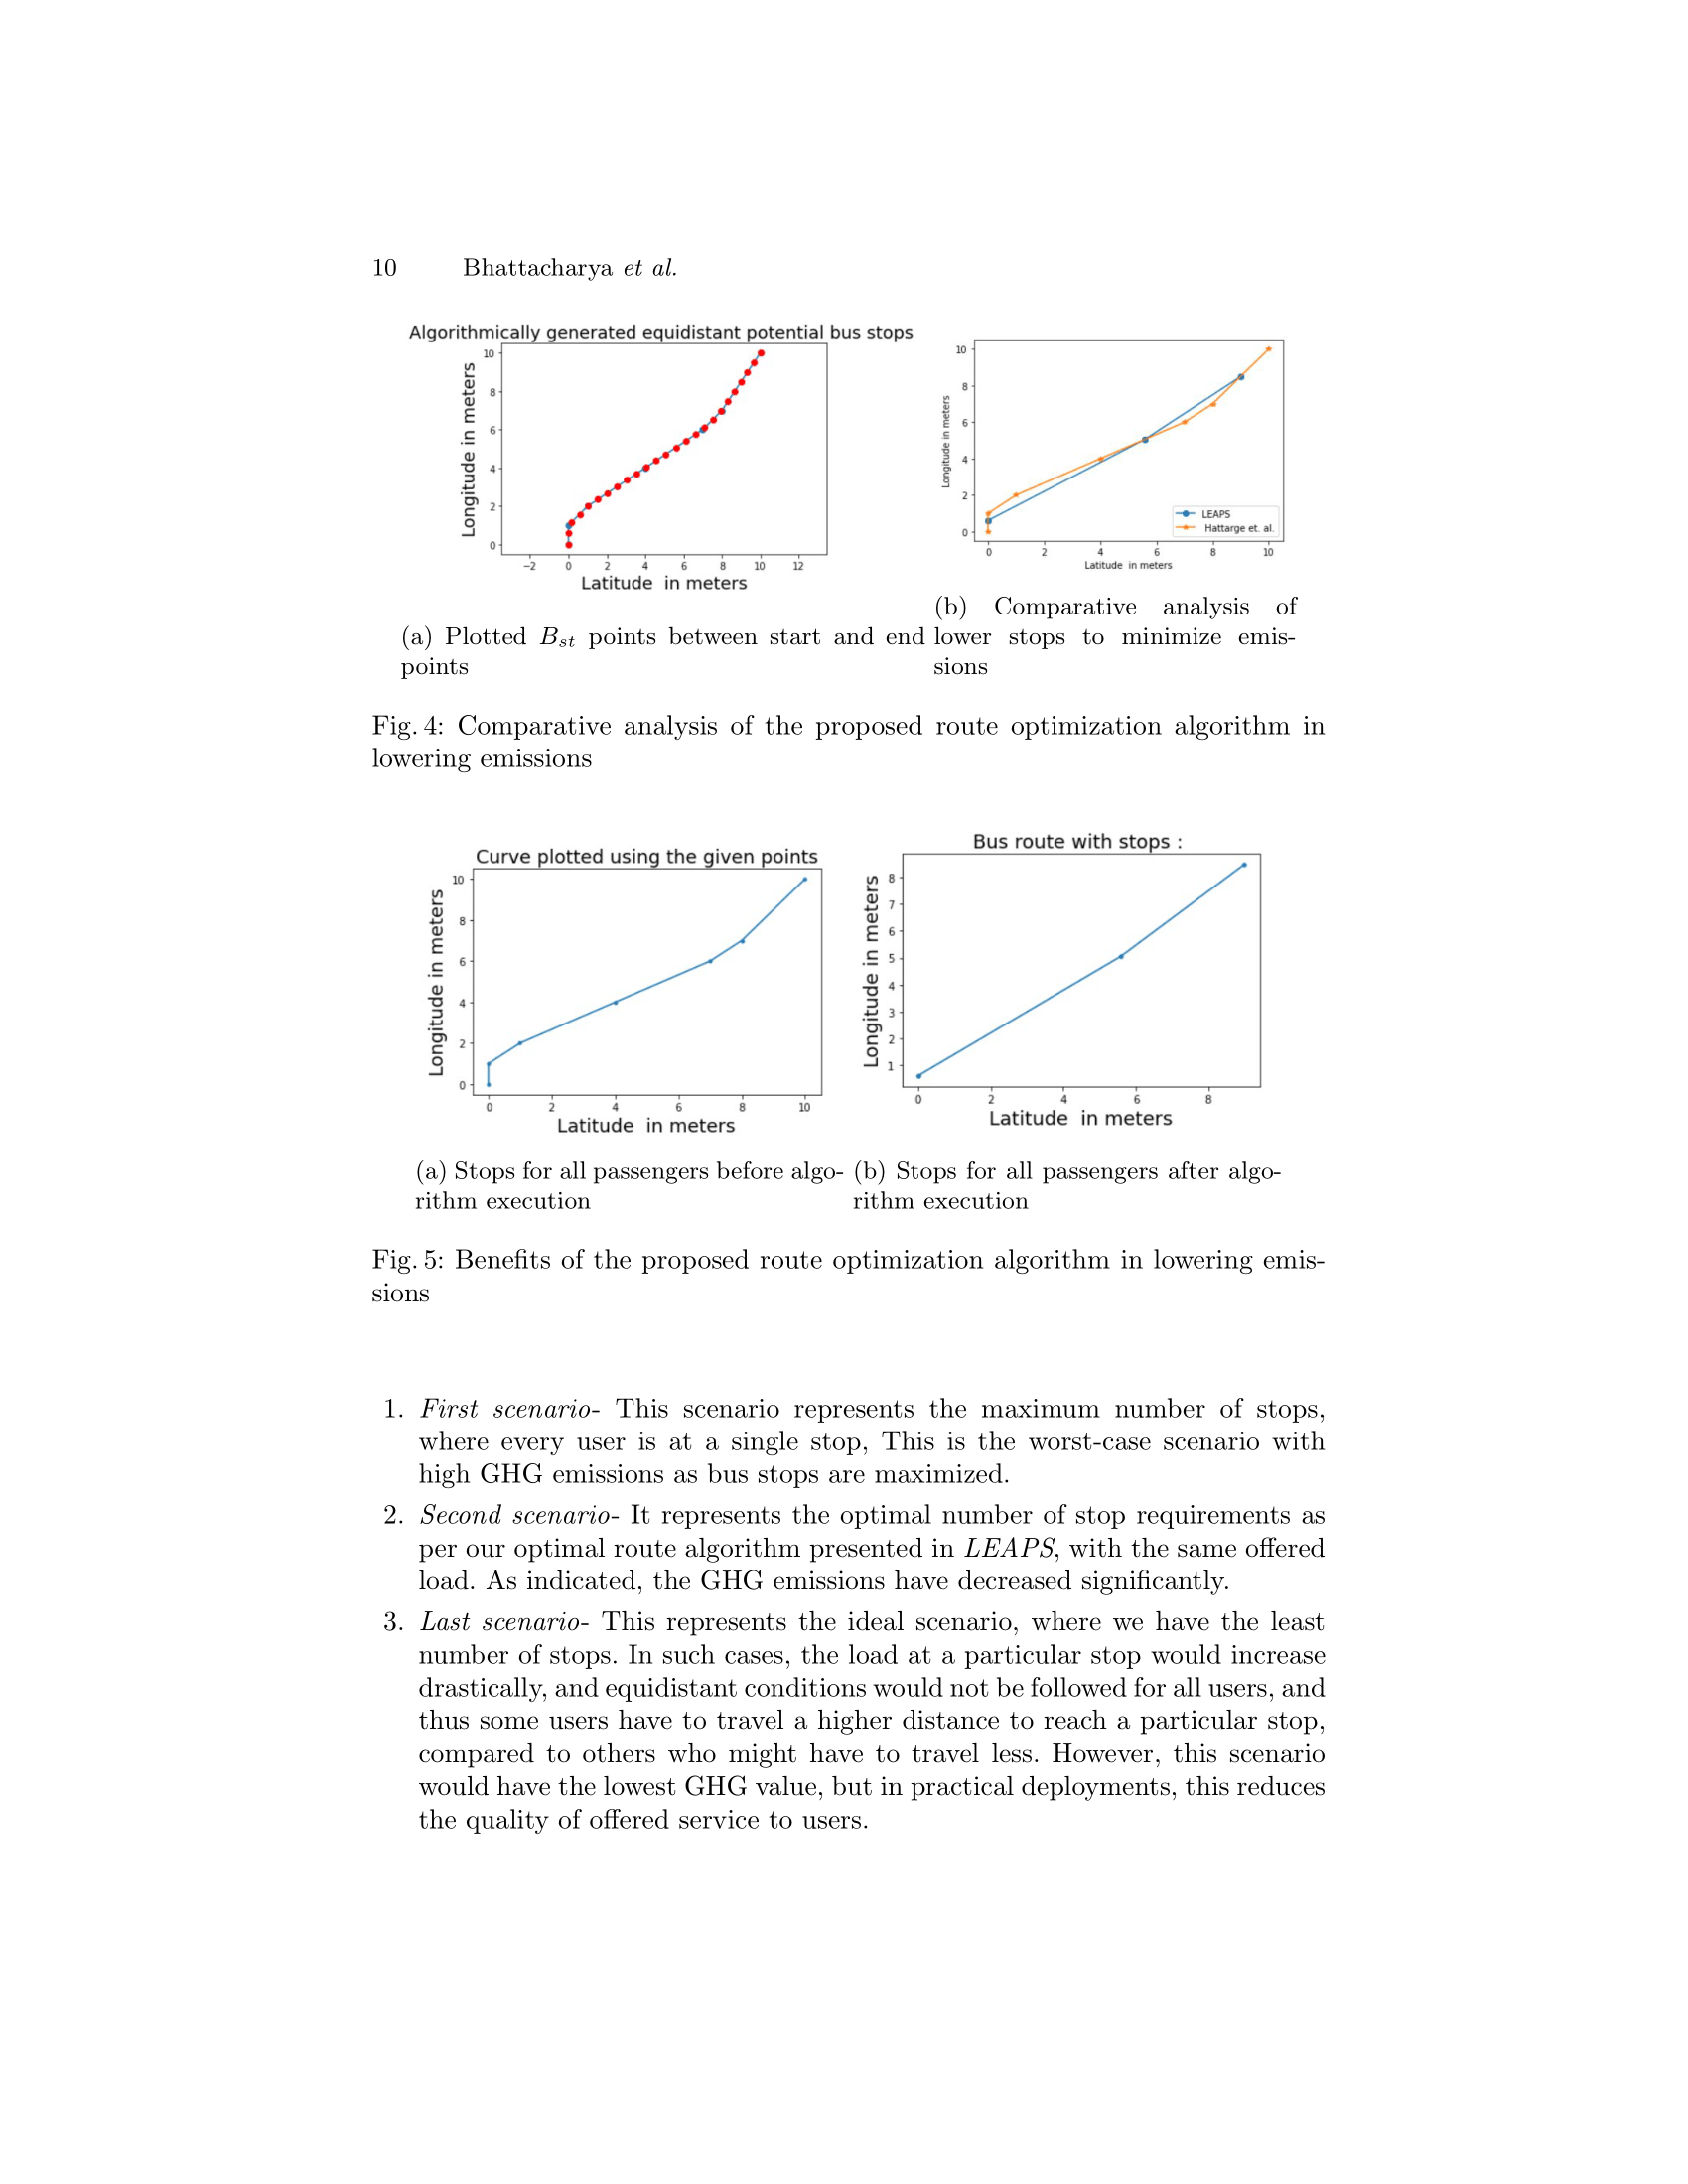 10 Bhattacharya et al.
Algorithmically generated equidistant potential bus stops
Longitude in meters
10
8
6
4
2
0
−2 0 2 4 6 8 10 12
Latitude in meters
(a) Plotted Bst points between start and end
points
Longitude in meters
10
8
6
4
2
0
LEAPS
Hattarge et. al.
0 2 4 6 8 10
Latitude in meters
(b) Comparative analysis of
lower stops to minimize emis-
sions
Fig. 4: Comparative analysis of the proposed route optimization algorithm in
lowering emissions
Curve plotted using the given points
Longitude in meters
10
8
6
4
2
0
0 2 4 6 8 10
Latitude in meters
(a) Stops for all passengers before algo-
rithm execution
Bus route with stops :
Longitude in meters
8
7
6
5
4
3
2
1
0 2 4 6 8
Latitude in meters
(b) Stops for all passengers after algo-
rithm execution
Fig. 5: Benefits of the proposed route optimization algorithm in lowering emis-
sions
1. First scenario- This scenario represents the maximum number of stops,
where every user is at a single stop, This is the worst-case scenario with
high GHG emissions as bus stops are maximized.
2. Second scenario- It represents the optimal number of stop requirements as
per our optimal route algorithm presented in LEAPS, with the same offered
load. As indicated, the GHG emissions have decreased significantly.
3. Last scenario- This represents the ideal scenario, where we have the least
number of stops. In such cases, the load at a particular stop would increase
drastically, and equidistant conditions would not be followed for all users, and
thus some users have to travel a higher distance to reach a particular stop,
compared to others who might have to travel less. However, this scenario
would have the lowest GHG value, but in practical deployments, this reduces
the quality of offered service to users.